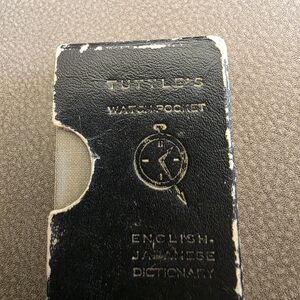 TUTTLE'S
WATCH POCKET
ENGLISH-
JAPANESE
DICTIONARY